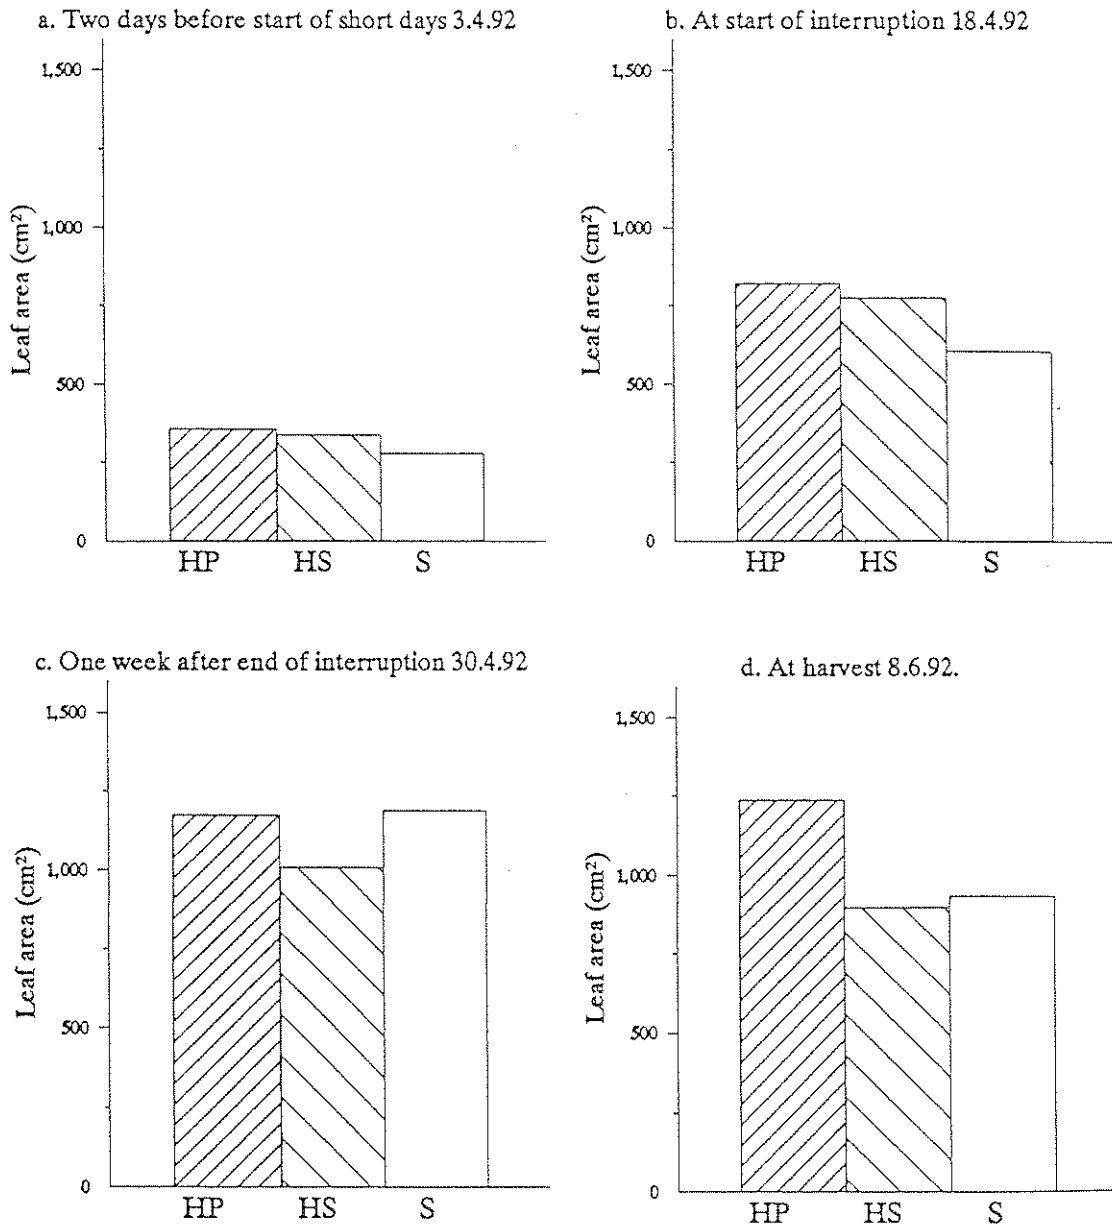 a. Two days before start of short days 3.4.92
1,500
1,000
500
0
Leaf area (cm²)
HP HS S
b. At start of interruption 18.4.92
1,500
1,000
500
0
Leaf area (cm²)
HP HS S
c. One week after end of interruption 30.4.92
1,500
1,000
500
0
Leaf area (cm²)
HP HS S
d. At harvest 8.6.92.
1,500
1,000
500
0
Leaf area (cm²)
HP HS S